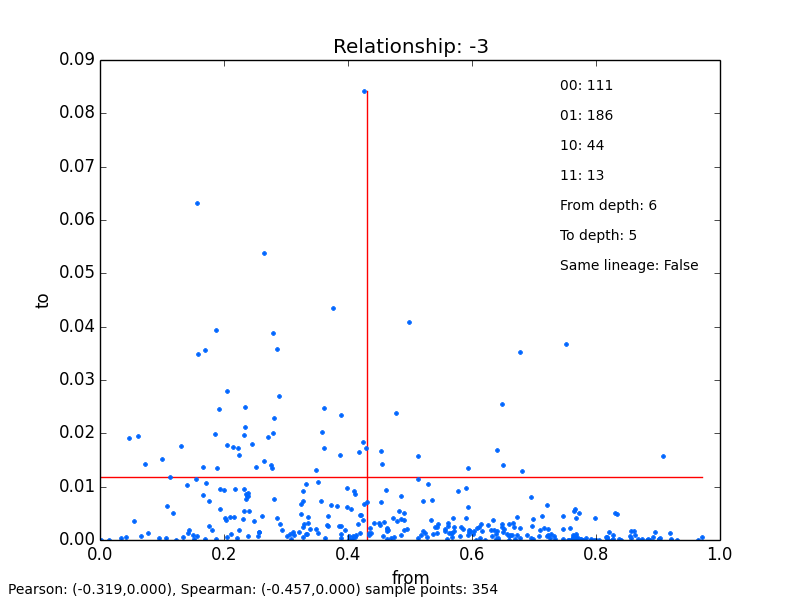 Relationship: -3
0.09
0.08
0.07
0.06
0.05
0.04
0.03
0.02
0.01
0.00
to
00: 111
01: 186
10: 44
11: 13
From depth: 6
To depth: 5
Same lineage: False
0.0 0.2 0.4 0.6 0.8 1.0
from
Pearson: (-0.319,0.000), Spearman: (-0.457,0.000) sample points: 354